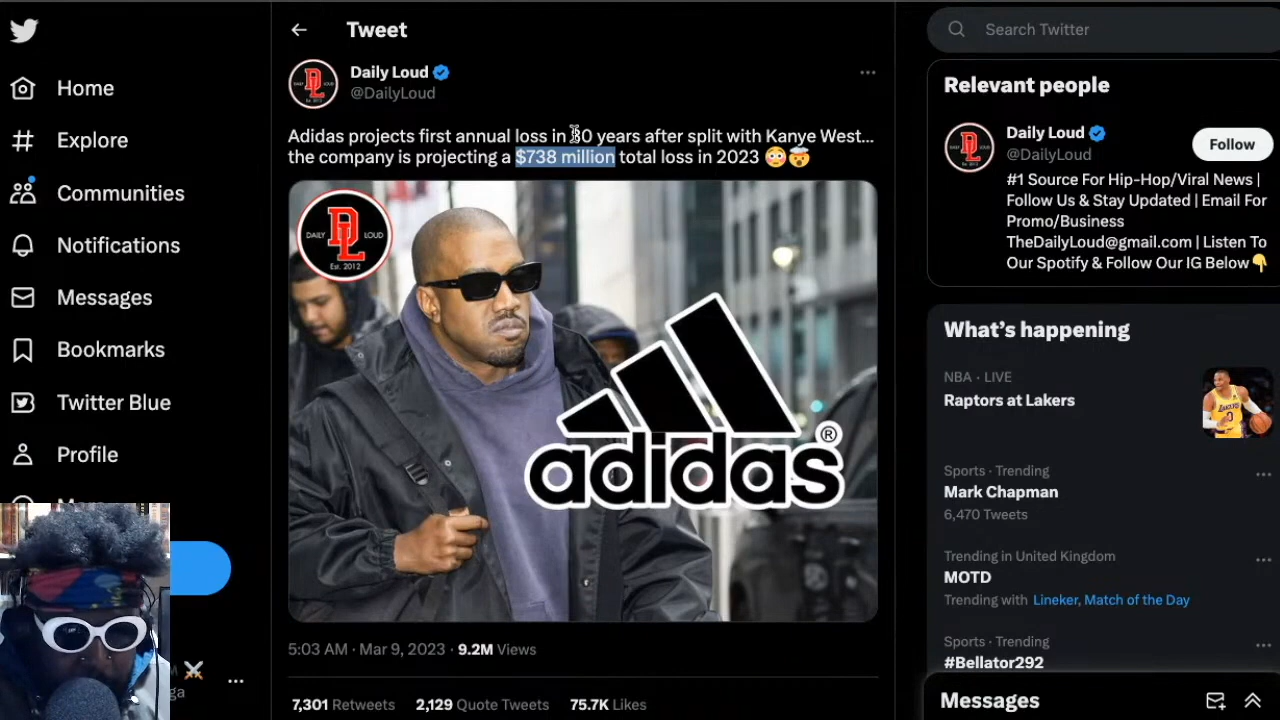 Tweet
Search Twitter
Home
Explore
Communities
Notifications
Messages
Bookmarks
Twitter Blue
Profile
Daily Loud
@DailyLoud
Adidas projects first annual loss in 30 years after split with Kanye West...
the company is projecting a $738 million total loss in 2023 😳🤯
DL
DAILY LOUD
Est. 2012
adidas®
5:03 AM · Mar 9, 2023 · 9.2M Views
7,301 Retweets 2,129 Quote Tweets 75.7K Likes
Relevant people
Daily Loud
@DailyLoud
Follow
#1 Source For Hip-Hop/Viral News |
Follow Us & Stay Updated | Email For
Promo/Business
TheDailyLoud@gmail.com | Listen To
Our Spotify & Follow Our IG Below👇
What's happening
NBA · LIVE
Raptors at Lakers
Sports · Trending
Mark Chapman
6,470 Tweets
Trending in United Kingdom
MOTD
Trending with Lineker, Match of the Day
Sports · Trending
#Bellator292
Messages